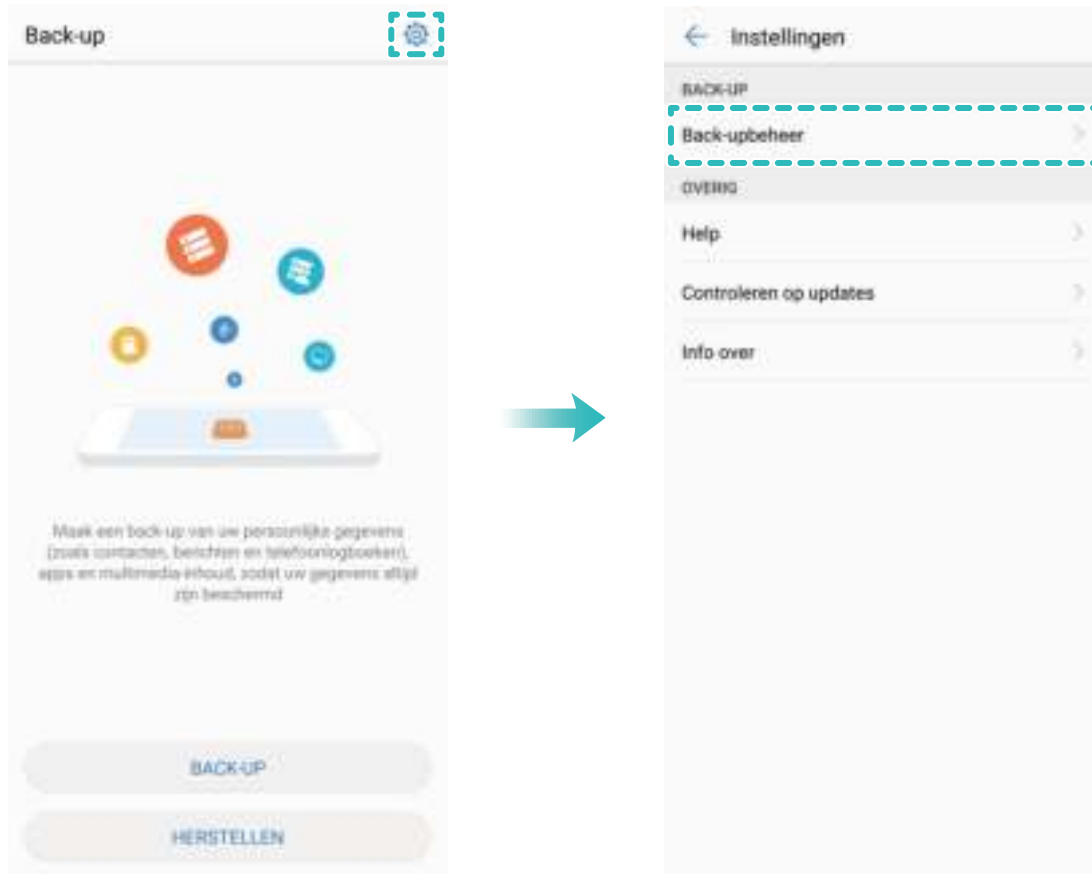 Back-up
Maak een back-up van uw persoonlijke gegevens
(zoals contacten, berichten en telefoonlogboeken),
apps en multimedia-inhoud, zodat uw gegevens altijd
zijn beschermd
BACK-UP
HERSTELLEN
Instellingen
BACK-UP
Back-upbeheer
OVERIG
Help
Controleren op updates
Info over